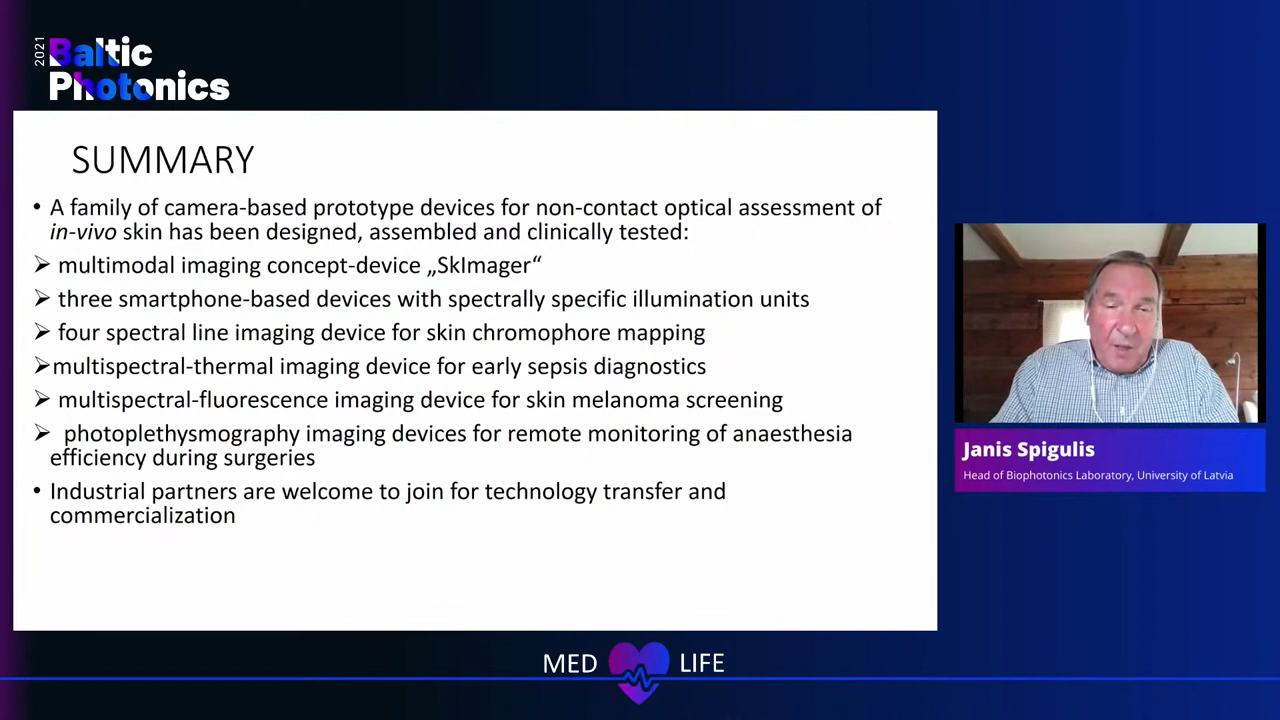 2021
Baltic
Photonics
SUMMARY
• A family of camera-based prototype devices for non-contact optical assessment of
in-vivo skin has been designed, assembled and clinically tested:
➢ multimodal imaging concept-device „SkImager“
➢ three smartphone-based devices with spectrally specific illumination units
➢ four spectral line imaging device for skin chromophore mapping
➢multispectral-thermal imaging device for early sepsis diagnostics
➢ multispectral-fluorescence imaging device for skin melanoma screening
➢ photoplethysmography imaging devices for remote monitoring of anaesthesia
efficiency during surgeries
• Industrial partners are welcome to join for technology transfer and
commercialization
Janis Spigulis
Head of Biophotonics Laboratory, University of Latvia
MED LIFE